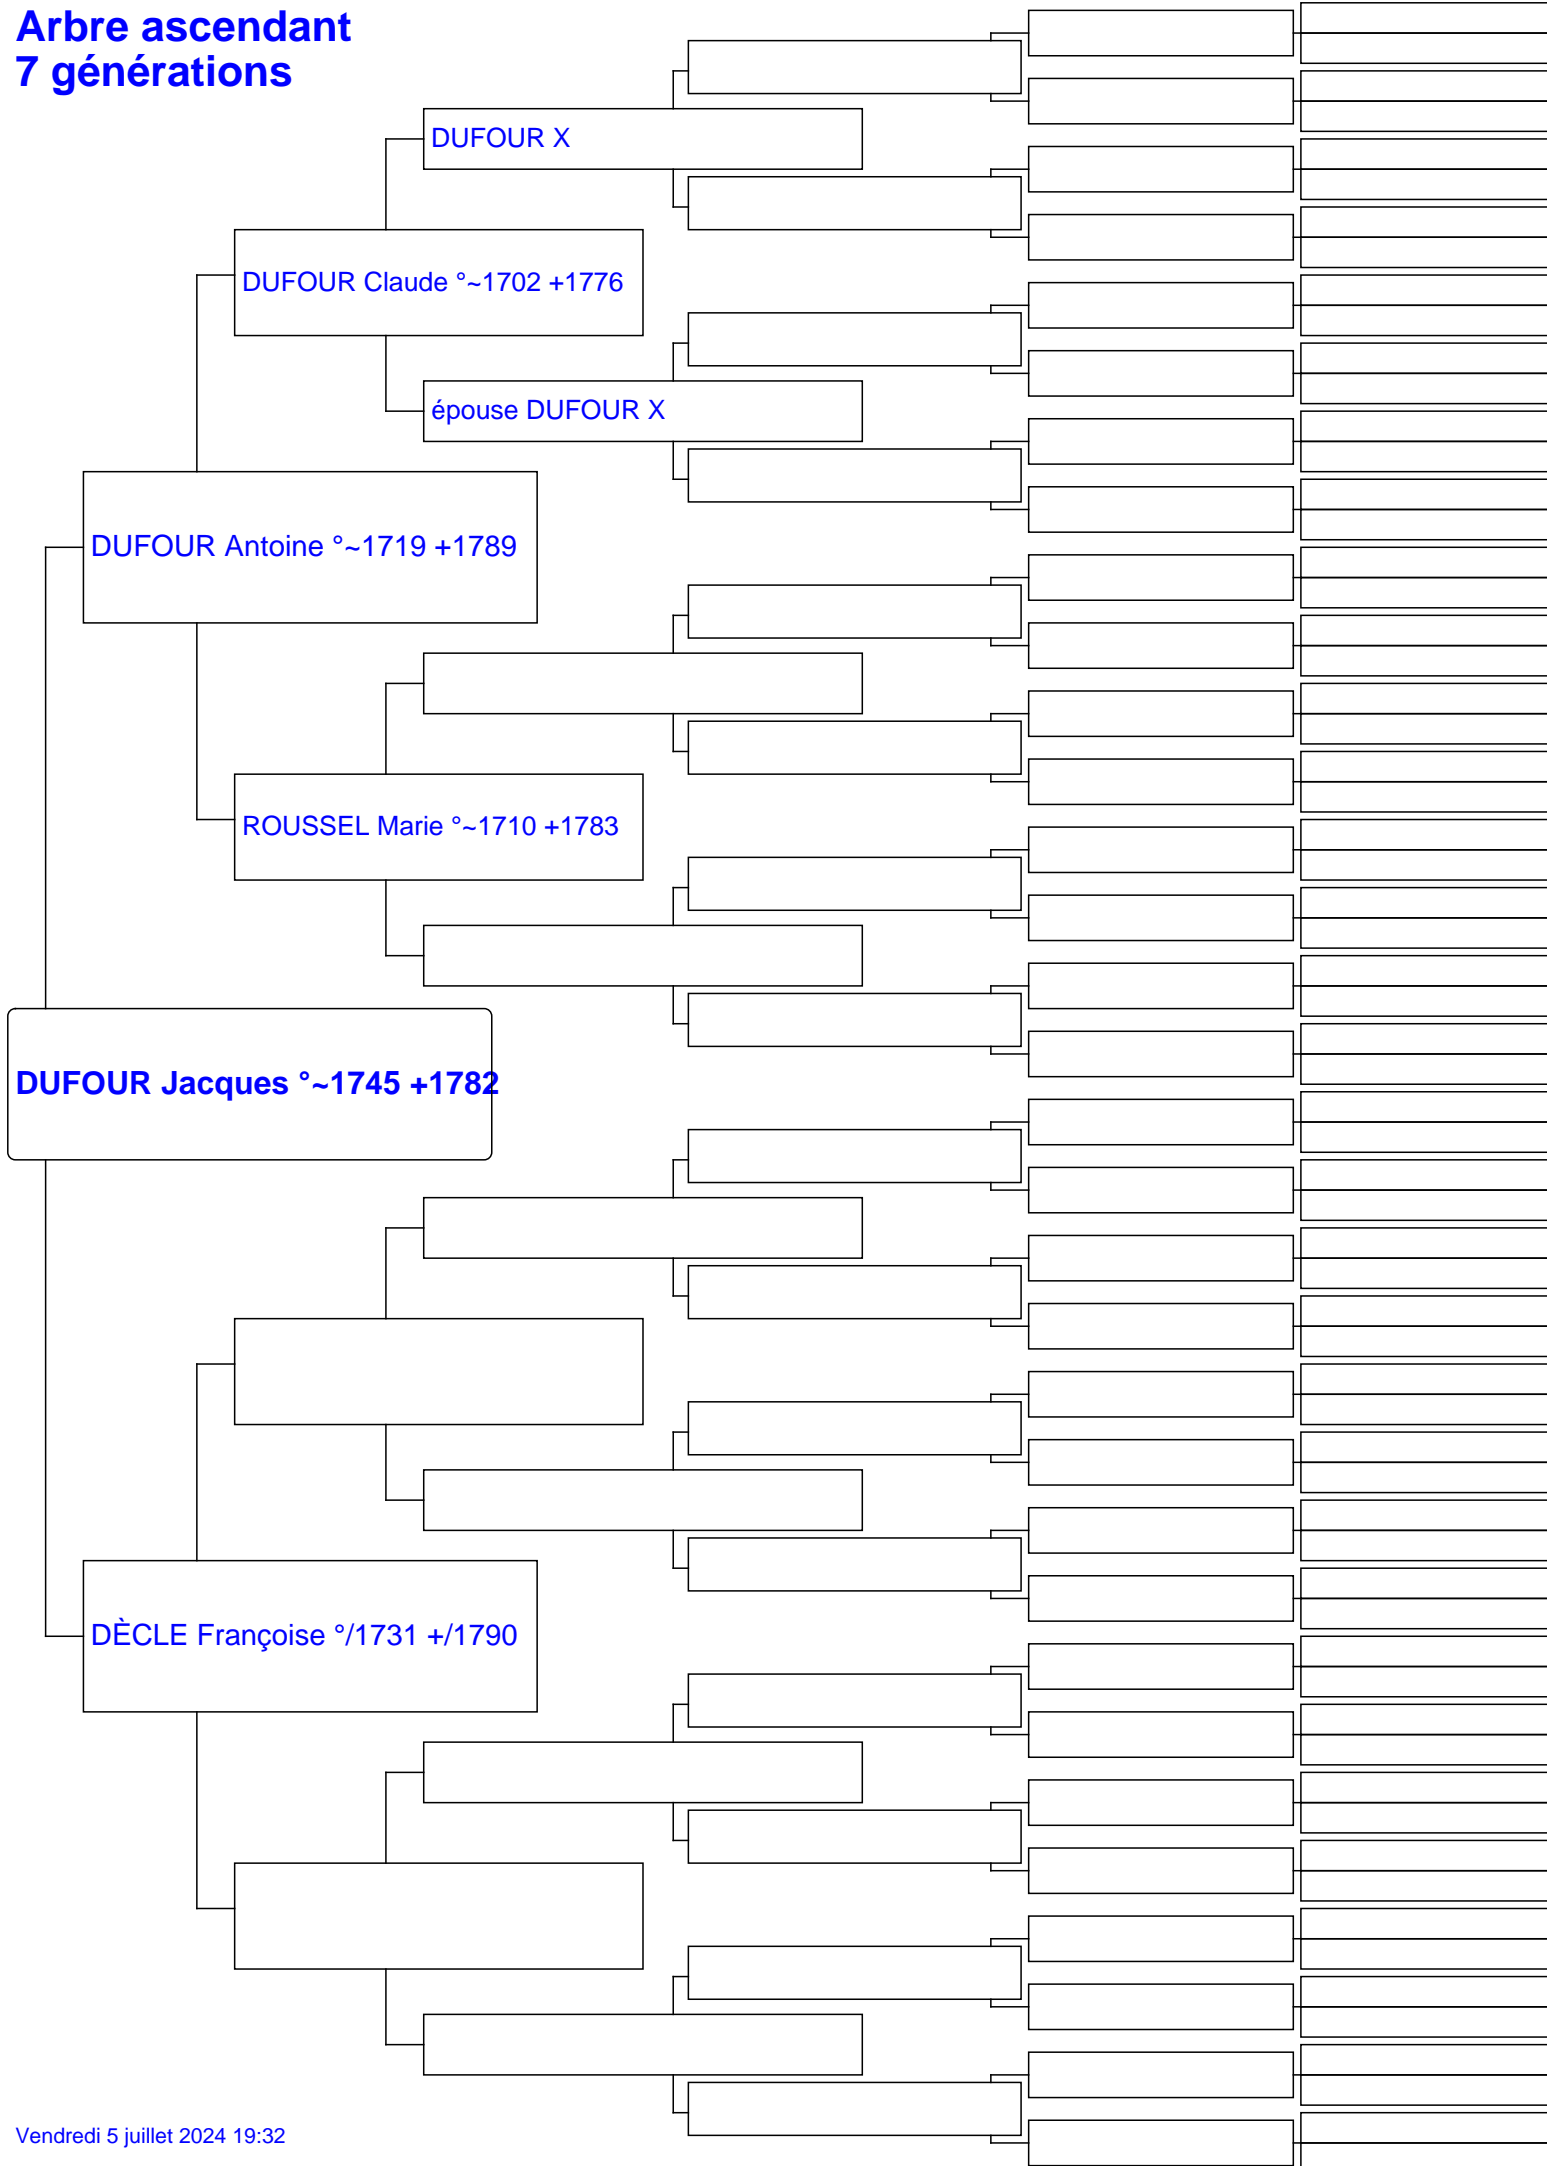 Arbre ascendant
7 générations
DUFOUR X
DUFOUR Claude °~1702 +1776
épouse DUFOUR X
DUFOUR Antoine °~1719 +1789
ROUSSEL Marie °~1710 +1783
DUFOUR Jacques °~1745 +1782
DÈCLE Françoise °/1731 +/1790
Vendredi 5 juillet 2024 19:32